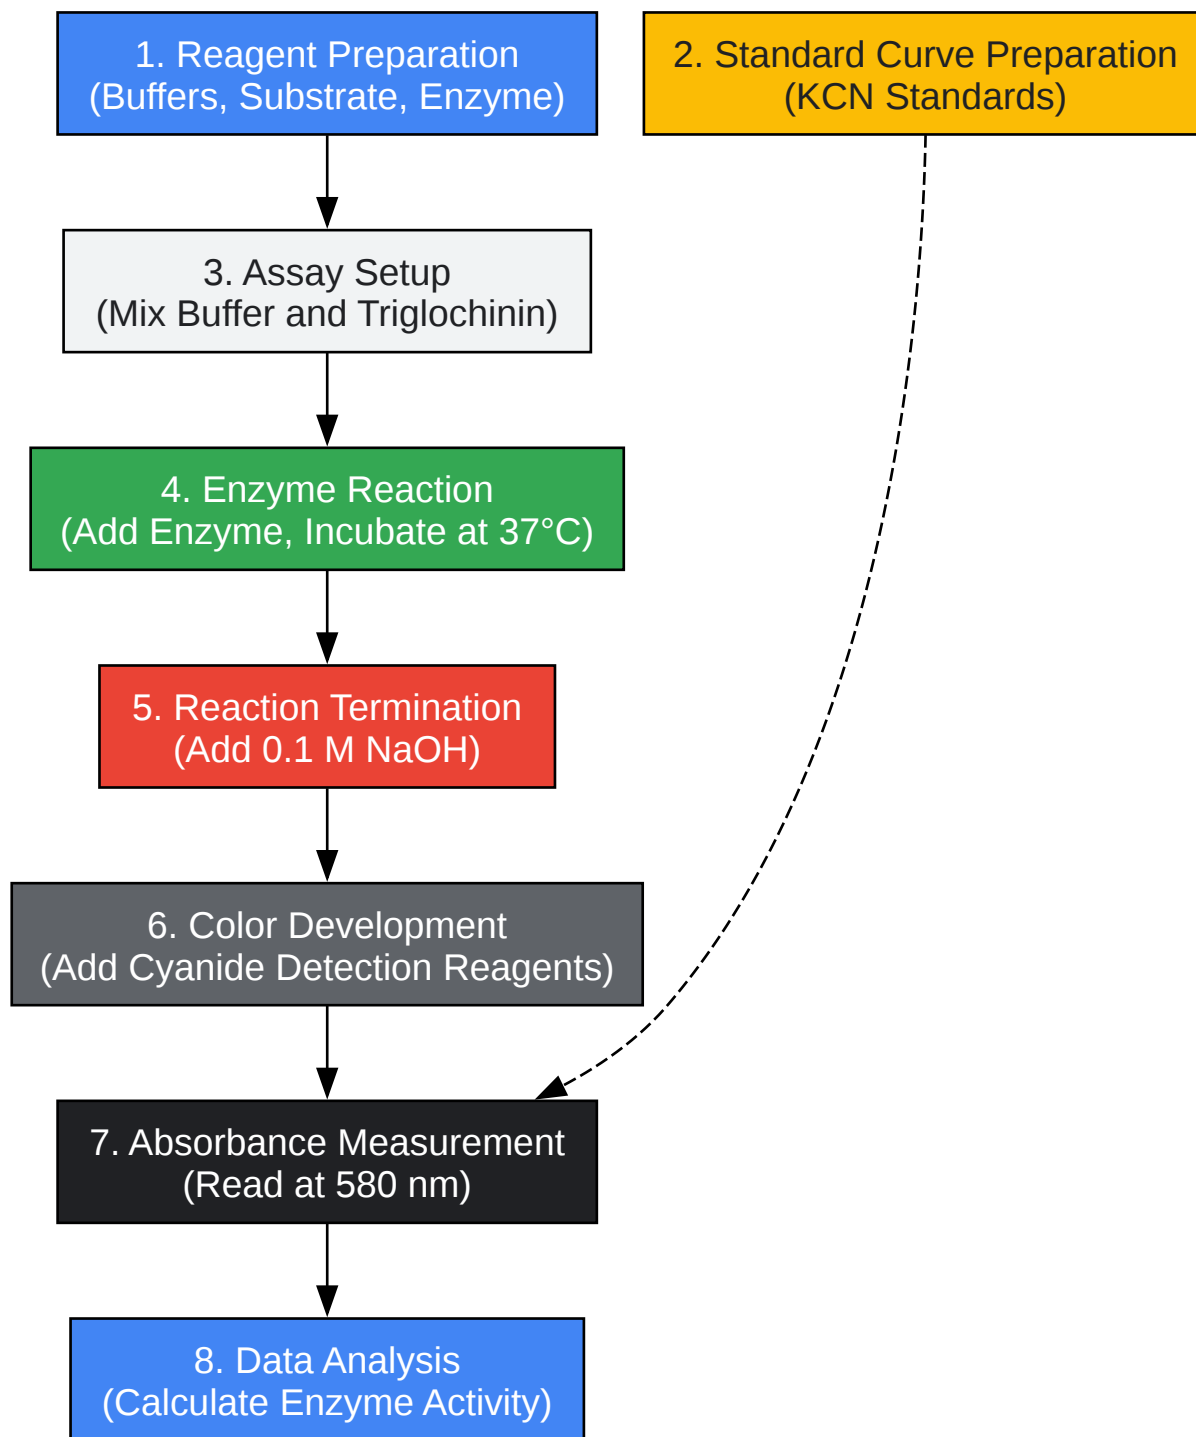 1. Reagent Preparation
(Buffers, Substrate, Enzyme)
2. Standard Curve Preparation
(KCN Standards)
3. Assay Setup
(Mix Buffer and Triglochinin)
4. Enzyme Reaction
(Add Enzyme, Incubate at 37°C)
5. Reaction Termination
(Add 0.1 M NaOH)
6. Color Development
(Add Cyanide Detection Reagents)
7. Absorbance Measurement
(Read at 580 nm)
8. Data Analysis
(Calculate Enzyme Activity)